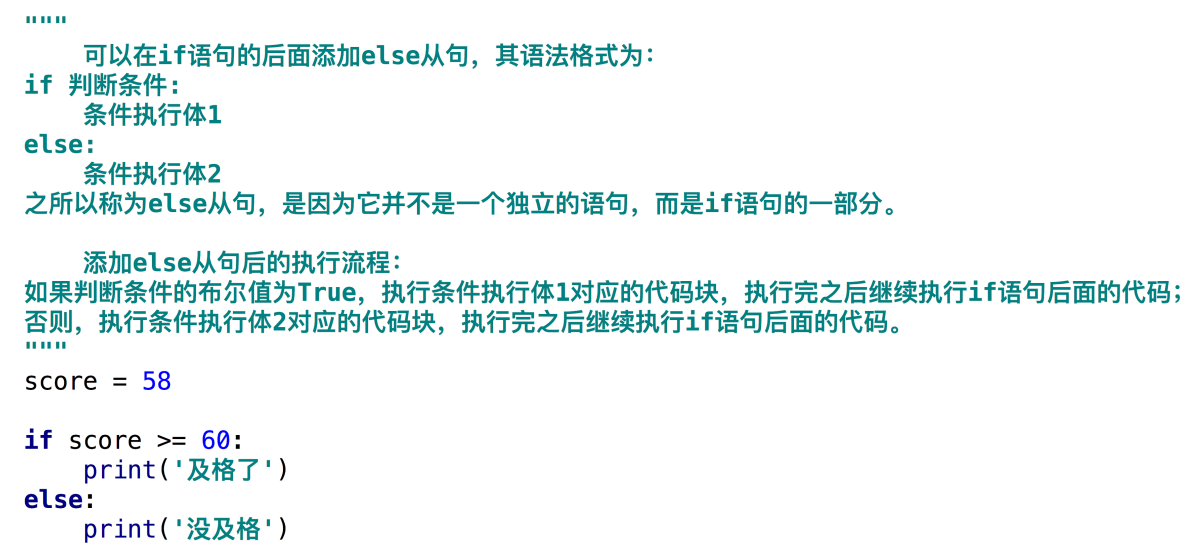 """
    可以在if语句的后面添加else从句，其语法格式为：
if 判断条件：
    条件执行体1
else：
    条件执行体2
之所以称为else从句，是因为它并不是一个独立的语句，而是if语句的一部分。
    添加else从句后的执行流程：
如果判断条件的布尔值为True，执行条件执行体1对应的代码块，执行完之后继续执行if语句后面的代码；
否则，执行条件执行体2对应的代码块，执行完之后继续执行if语句后面的代码。
"""
score = 58
if score >= 60:
    print('及格了')
else:
    print('没及格')